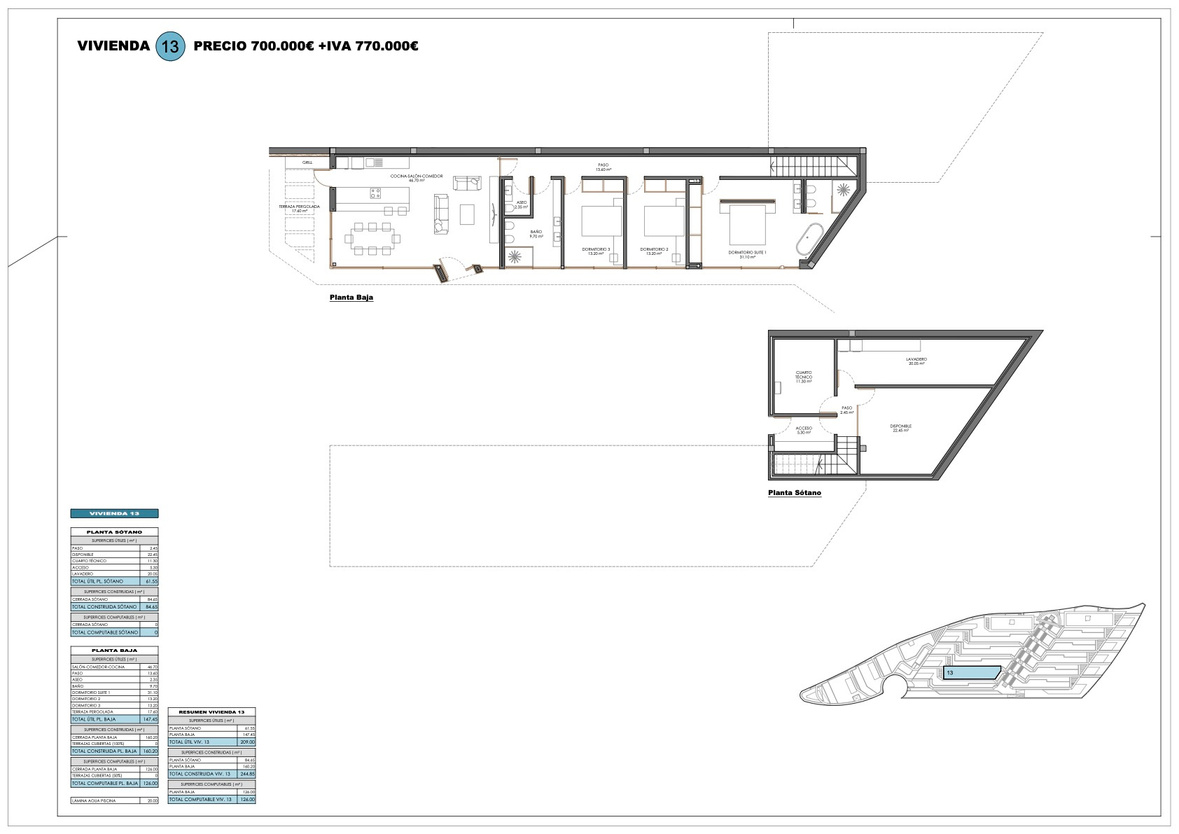 VIVIENDA 13 PRECIO 700.000€ +IVA 770.000€
GRILL
COCINA-SALÓN-COMEDOR
46.70 m²
TERRAZA PERGOLADA
17.60 m²
PASO
13.60 m²
ASEO
2.35 m²
BAÑO
9.70 m²
DORMITORIO 3
13.20 m²
DORMITORIO 2
13.20 m²
DORMITORIO SUITE 1
31.10 m²
Planta Baja
CUARTO
TÉCNICO
11.30 m²
LAVADERO
20.05 m²
PASO
2.45 m²
ACCESO
5.30 m²
DISPONIBLE
22.45 m²
Planta Sótano
VIVIENDA 13
PLANTA SÓTANO
SUPERFICIES ÚTILES ( m² )
PASO 2.45
DISPONIBLE 22.45
CUARTO TÉCNICO 11.30
ACCESO 5.30
LAVADERO 20.05
TOTAL ÚTIL PL. SÓTANO 61.55
SUPERFICIES CONSTRUIDAS ( m² )
CERRADA SÓTANO 84.65
TOTAL CONSTRUIDA SÓTANO 84.65
SUPERFICIES COMPUTABLES ( m² )
CERRADA SÓTANO 0
TOTAL COMPUTABLE SÓTANO 0
PLANTA BAJA
SUPERFICIES ÚTILES ( m² )
SALÓN-COMEDOR-COCINA 46.70
PASO 13.60
ASEO 2.35
BAÑO 9.70
DORMITORIO SUITE 1 31.10
DORMITORIO 2 13.20
DORMITORIO 3 13.20
TERRAZA PERGOLADA 17.60
TOTAL ÚTIL PL. BAJA 147.45
SUPERFICIES CONSTRUIDAS ( m² )
CERRADA PLANTA BAJA 160.20
TERRAZAS CUBIERTAS (100%) 0
TOTAL CONSTRUIDA PL. BAJA 160.20
SUPERFICIES COMPUTABLES ( m² )
CERRADA PLANTA BAJA 126.00
TERRAZAS CUBIERTAS (50%) 0
TOTAL COMPUTABLE PL. BAJA 126.00
LAMINA AGUA PISCINA 20.00
RESUMEN VIVIENDA 13
SUPERFICIES ÚTILES ( m² )
PLANTA SÓTANO 61.55
PLANTA BAJA 147.45
TOTAL ÚTIL VIV. 13 209.00
SUPERFICIES CONSTRUIDAS ( m² )
PLANTA SÓTANO 84.65
PLANTA BAJA 160.20
TOTAL CONSTRUIDA VIV. 13 244.85
SUPERFICIES COMPUTABLES ( m² )
PLANTA BAJA 126.00
TOTAL COMPUTABLE VIV. 13 126.00
13